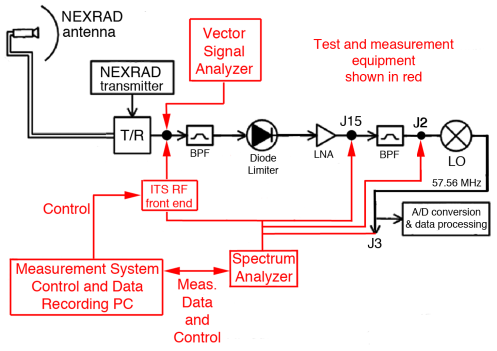 NEXRAD
antenna
Vector
Signal
Analyzer
Test and measurement
equipment
shown in red
NEXRAD
transmitter
T/R
BPF
Diode
Limiter
LNA
J15
BPF
J2
LO
57.56 MHz
ITS RF
front end
Control
A/D conversion
& data processing
J3
Measurement System
Control and Data
Recording PC
Meas.
Data
and
Control
Spectrum
Analyzer